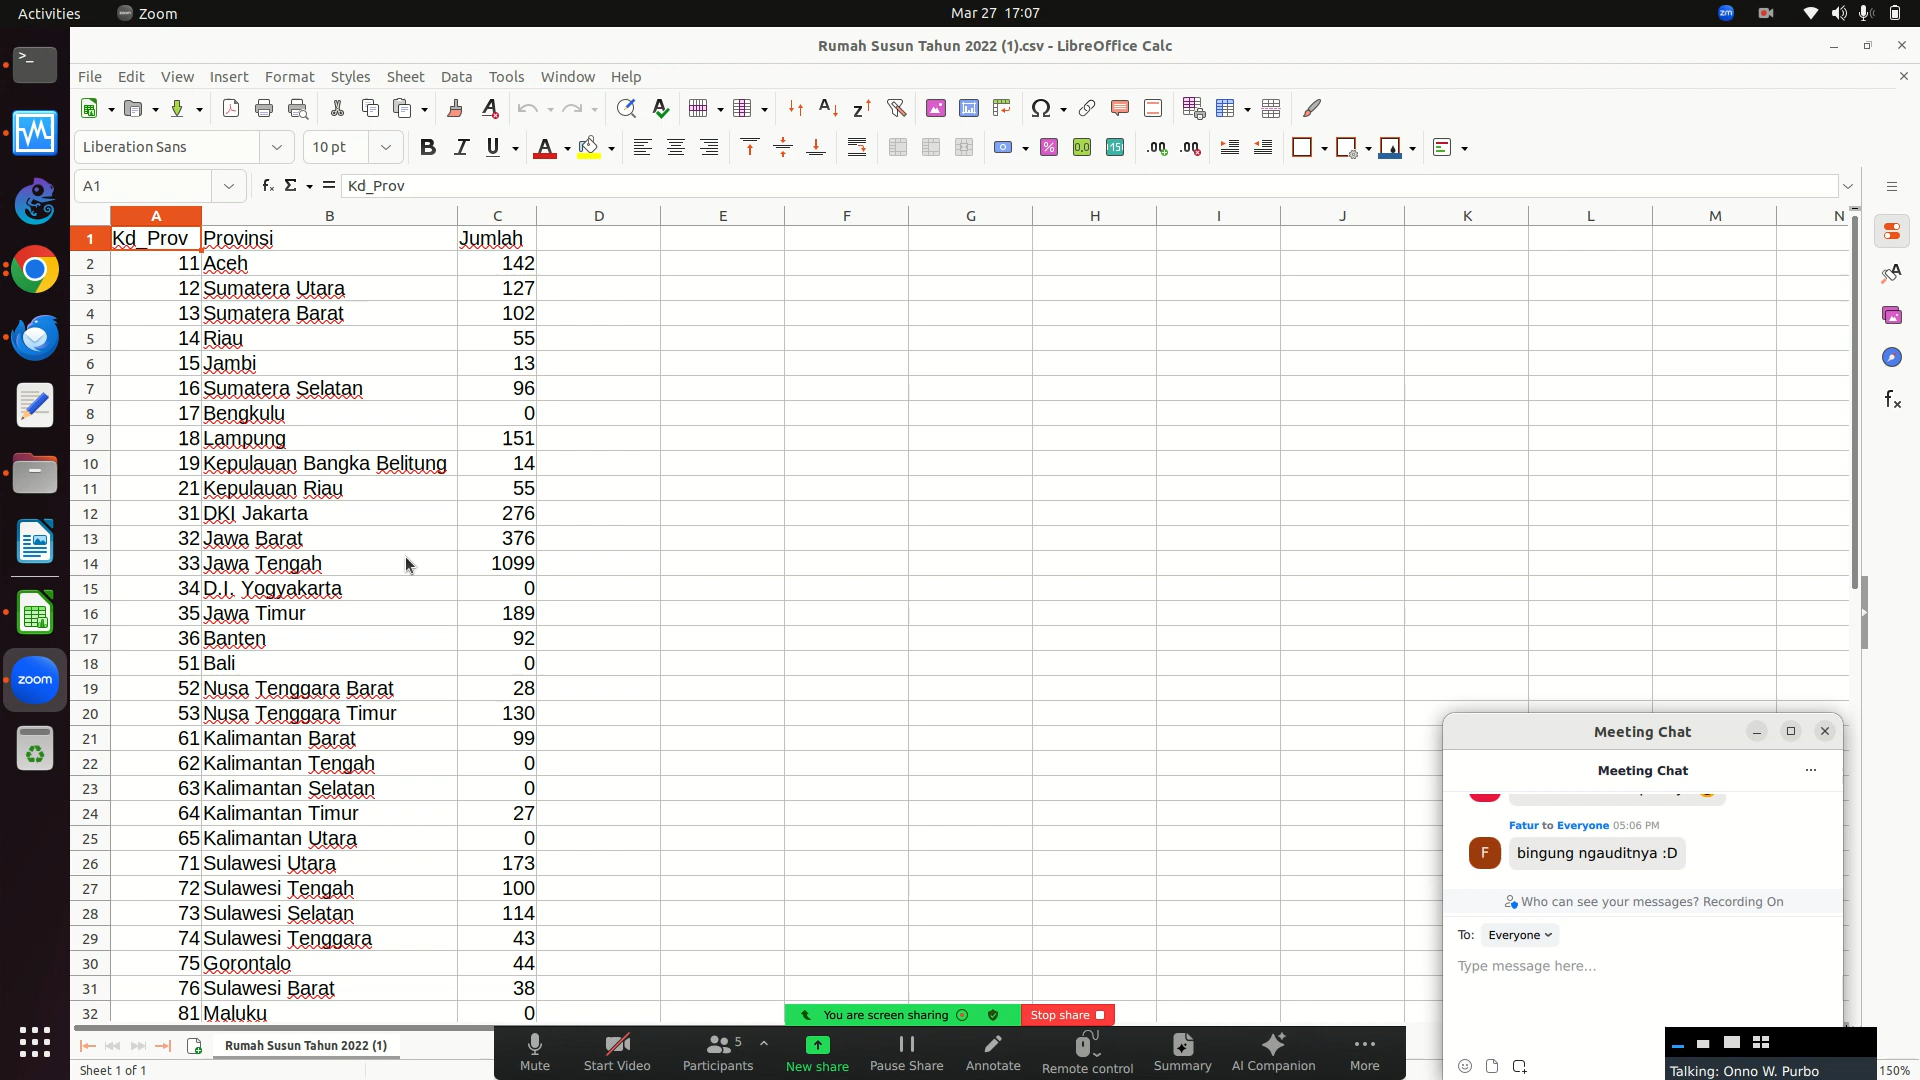 Activities Zoom Mar 27 17:07 zm
Rumah Susun Tahun 2022 (1).csv - LibreOffice Calc
File Edit View Insert Format Styles Sheet Data Tools Window Help
Liberation Sans 10 pt
A1 Kd_Prov
A B C D E F G H I J K L M N
1 Kd_Prov Provinsi Jumlah
2 11 Aceh 142
3 12 Sumatera Utara 127
4 13 Sumatera Barat 102
5 14 Riau 55
6 15 Jambi 13
7 16 Sumatera Selatan 96
8 17 Bengkulu 0
9 18 Lampung 151
10 19 Kepulauan Bangka Belitung 14
11 21 Kepulauan Riau 55
12 31 DKI Jakarta 276
13 32 Jawa Barat 376
14 33 Jawa Tengah 1099
15 34 D.I. Yogyakarta 0
16 35 Jawa Timur 189
17 36 Banten 92
18 51 Bali 0
19 52 Nusa Tenggara Barat 28
20 53 Nusa Tenggara Timur 130
21 61 Kalimantan Barat 99
22 62 Kalimantan Tengah 0
23 63 Kalimantan Selatan 0
24 64 Kalimantan Timur 27
25 65 Kalimantan Utara 0
26 71 Sulawesi Utara 173
27 72 Sulawesi Tengah 100
28 73 Sulawesi Selatan 114
29 74 Sulawesi Tenggara 43
30 75 Gorontalo 44
31 76 Sulawesi Barat 38
32 81 Maluku 0
zoom
Meeting Chat
Meeting Chat
Fatur to Everyone 05:06 PM
F bingung ngauditnya :D
Who can see your messages? Recording On
To: Everyone
Type message here...
You are screen sharing Stop share
Rumah Susun Tahun 2022 (1)
5
Mute Start Video Participants New share Pause Share Annotate Remote control Summary AI Companion More
Sheet 1 of 1
Talking: Onno W. Purbo
150%